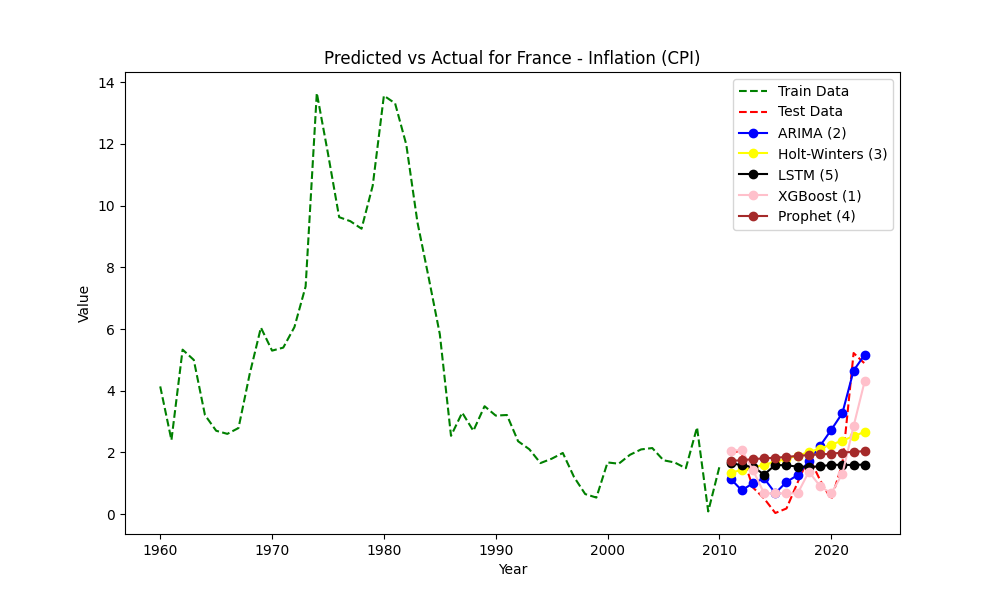 Predicted vs Actual for France - Inflation (CPI)
Train Data
Test Data
ARIMA (2)
Holt-Winters (3)
LSTM (5)
XGBoost (1)
Prophet (4)
Value
14
12
10
8
6
4
2
0
1960 1970 1980 1990 2000 2010 2020
Year